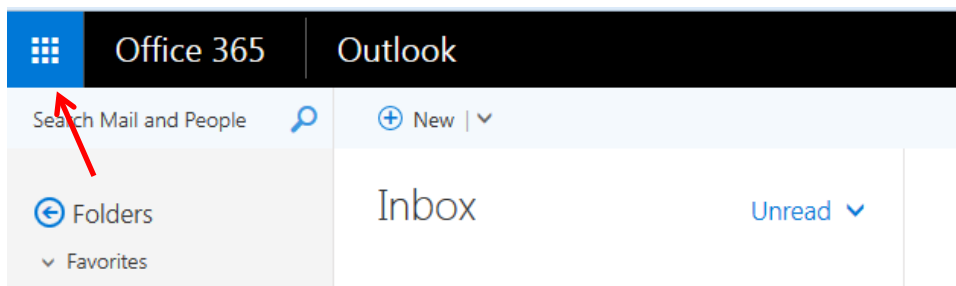 Office 365 Outlook
Search Mail and People New
Inbox Unread
Folders
Favorites